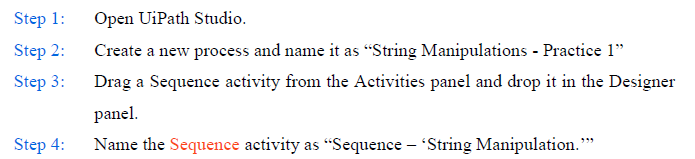 Step 1: Open UiPath Studio.
Step 2: Create a new process and name it as “String Manipulations - Practice 1”
Step 3: Drag a Sequence activity from the Activities panel and drop it in the Designer
panel.
Step 4: Name the Sequence activity as “Sequence – ‘String Manipulation.’”